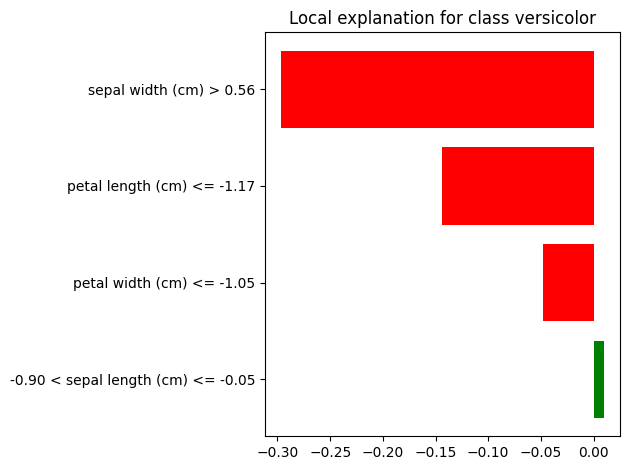 Local explanation for class versicolor
sepal width (cm) > 0.56
petal length (cm) <= -1.17
petal width (cm) <= -1.05
-0.90 < sepal length (cm) <= -0.05
−0.30 −0.25 −0.20 −0.15 −0.10 −0.05 0.00